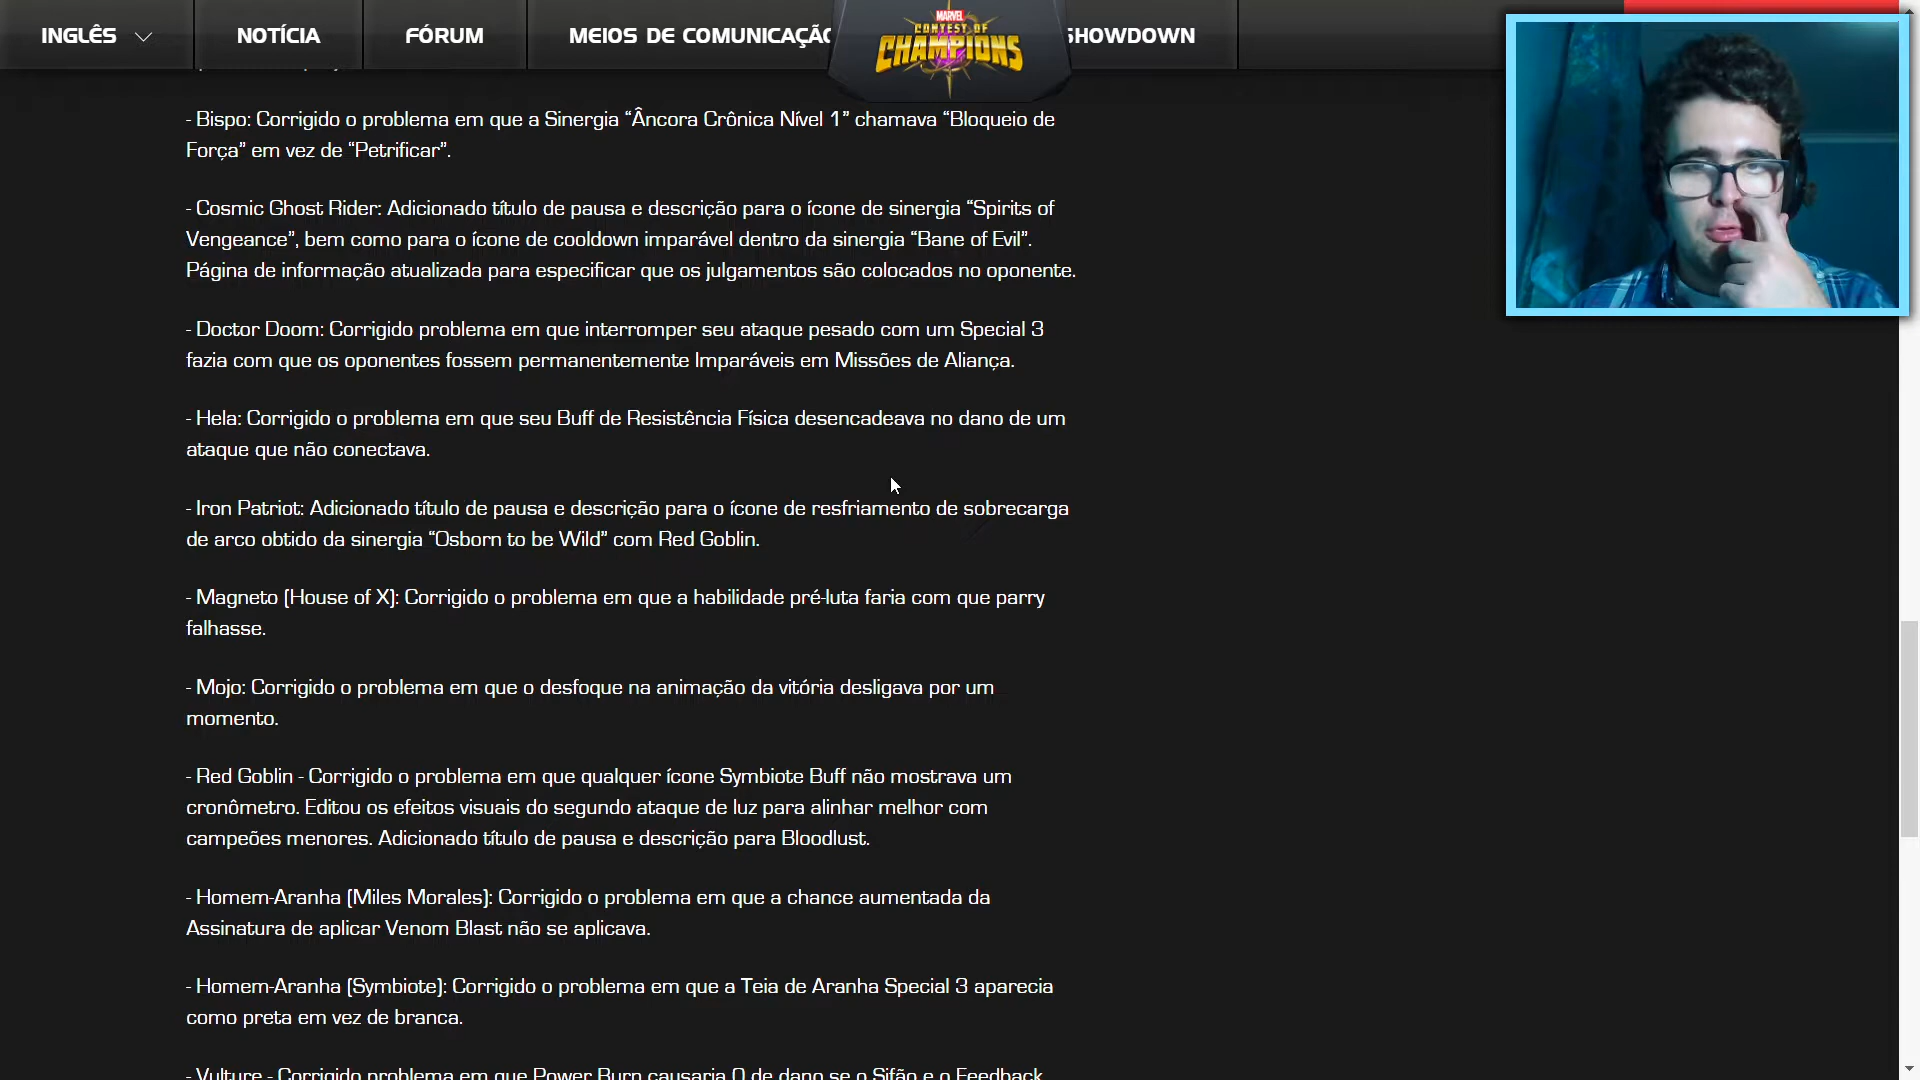 INGLÊS NOTÍCIA FÓRUM MEIOS DE COMUNICAÇÃO MARVEL CONTEST OF CHAMPIONS SHOWDOWN
- Bispo: Corrigido o problema em que a Sinergia “Âncora Crônica Nível 1” chamava “Bloqueio de
Força” em vez de “Petrificar”.
- Cosmic Ghost Rider: Adicionado título de pausa e descrição para o ícone de sinergia “Spirits of
Vengeance”, bem como para o ícone de cooldown imparável dentro da sinergia “Bane of Evil”.
Página de informação atualizada para especificar que os julgamentos são colocados no oponente.
- Doctor Doom: Corrigido problema em que interromper seu ataque pesado com um Special 3
fazia com que os oponentes fossem permanentemente Imparáveis em Missões de Aliança.
- Hela: Corrigido o problema em que seu Buff de Resistência Física desencadeava no dano de um
ataque que não conectava.
- Iron Patriot: Adicionado título de pausa e descrição para o ícone de resfriamento de sobrecarga
de arco obtido da sinergia “Osborn to be Wild” com Red Goblin.
- Magneto (House of X): Corrigido o problema em que a habilidade pré-luta faria com que parry
falhasse.
- Mojo: Corrigido o problema em que o desfoque na animação da vitória desligava por um
momento.
- Red Goblin - Corrigido o problema em que qualquer ícone Symbiote Buff não mostrava um
cronômetro. Editou os efeitos visuais do segundo ataque de luz para alinhar melhor com
campeões menores. Adicionado título de pausa e descrição para Bloodlust.
- Homem-Aranha (Miles Morales): Corrigido o problema em que a chance aumentada da
Assinatura de aplicar Venom Blast não se aplicava.
- Homem-Aranha (Symbiote): Corrigido o problema em que a Teia de Aranha Special 3 aparecia
como preta em vez de branca.
- Vulture - Corrigido problema em que Power Burn causaria 0 de dano se o Sifão e o Feedback